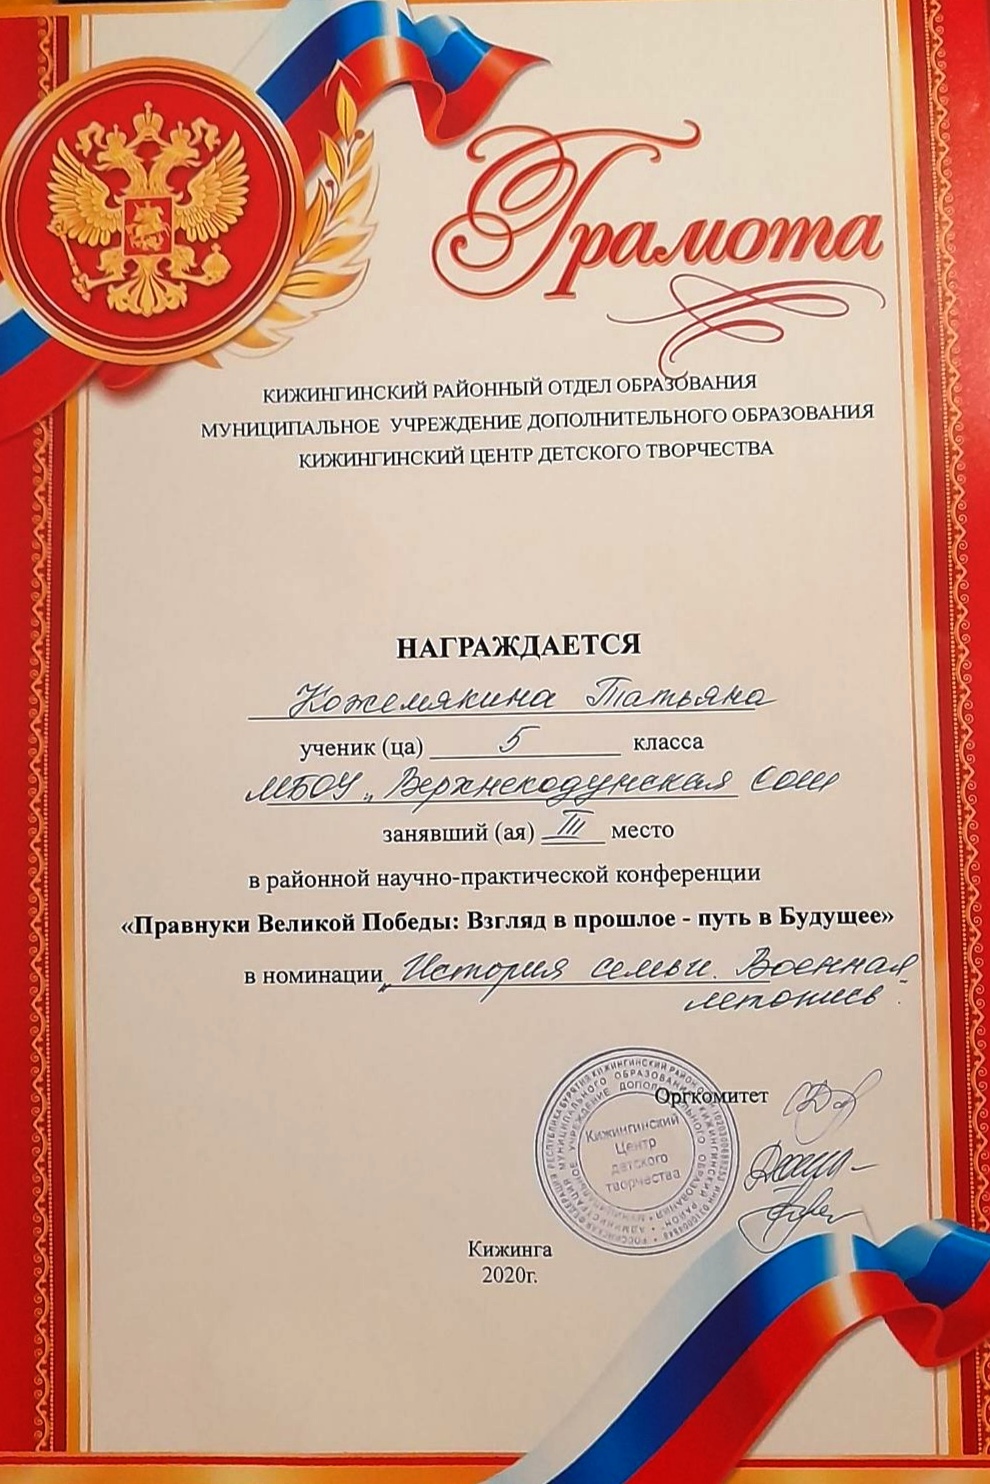 Грамота
КИЖИНГИНСКИЙ РАЙОННЫЙ ОТДЕЛ ОБРАЗОВАНИЯ
МУНИЦИПАЛЬНОЕ УЧРЕЖДЕНИЕ ДОПОЛНИТЕЛЬНОГО ОБРАЗОВАНИЯ
КИЖИНГИНСКИЙ ЦЕНТР ДЕТСКОГО ТВОРЧЕСТВА
НАГРАЖДАЕТСЯ
Кожемякина Татьяна
ученик (ца) 5 класса
МБОУ „Верхнекодунская Сош
занявший (ая) III место
в районной научно-практической конференции
«Правнуки Великой Победы: Взгляд в прошлое - путь в Будущее»
в номинации „История семьи. Военная
летопись".
Оргкомитет
Кижингинский
Центр
детского
творчества
Кижинга
2020г.